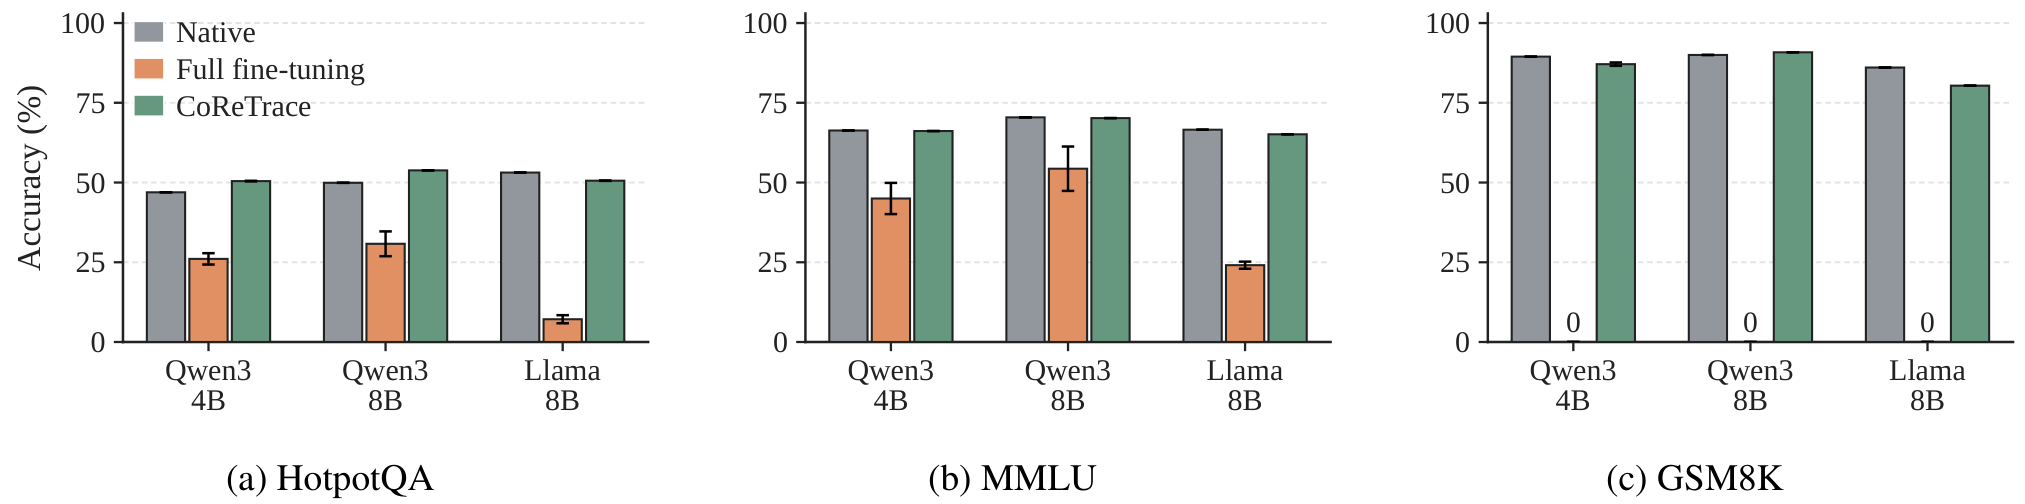 Accuracy (%)
100
75
50
25
0
Native
Full fine-tuning
CoReTrace
Qwen3
4B
Qwen3
8B
Llama
8B
(a) HotpotQA
100
75
50
25
0
Qwen3
4B
Qwen3
8B
Llama
8B
(b) MMLU
100
75
50
25
0
0
0
0
Qwen3
4B
Qwen3
8B
Llama
8B
(c) GSM8K